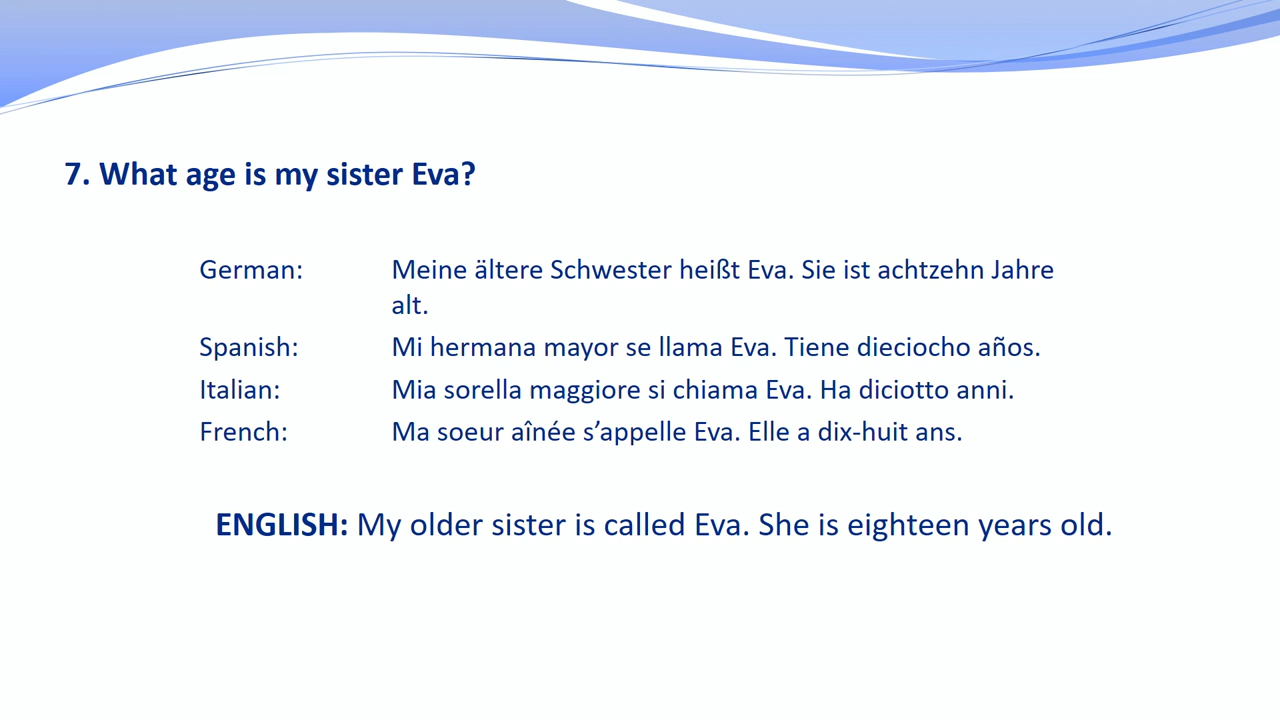 7. What age is my sister Eva?
German: Meine ältere Schwester heißt Eva. Sie ist achtzehn Jahre
alt.
Spanish: Mi hermana mayor se llama Eva. Tiene dieciocho años.
Italian: Mia sorella maggiore si chiama Eva. Ha diciotto anni.
French: Ma soeur aînée s’appelle Eva. Elle a dix-huit ans.
ENGLISH: My older sister is called Eva. She is eighteen years old.